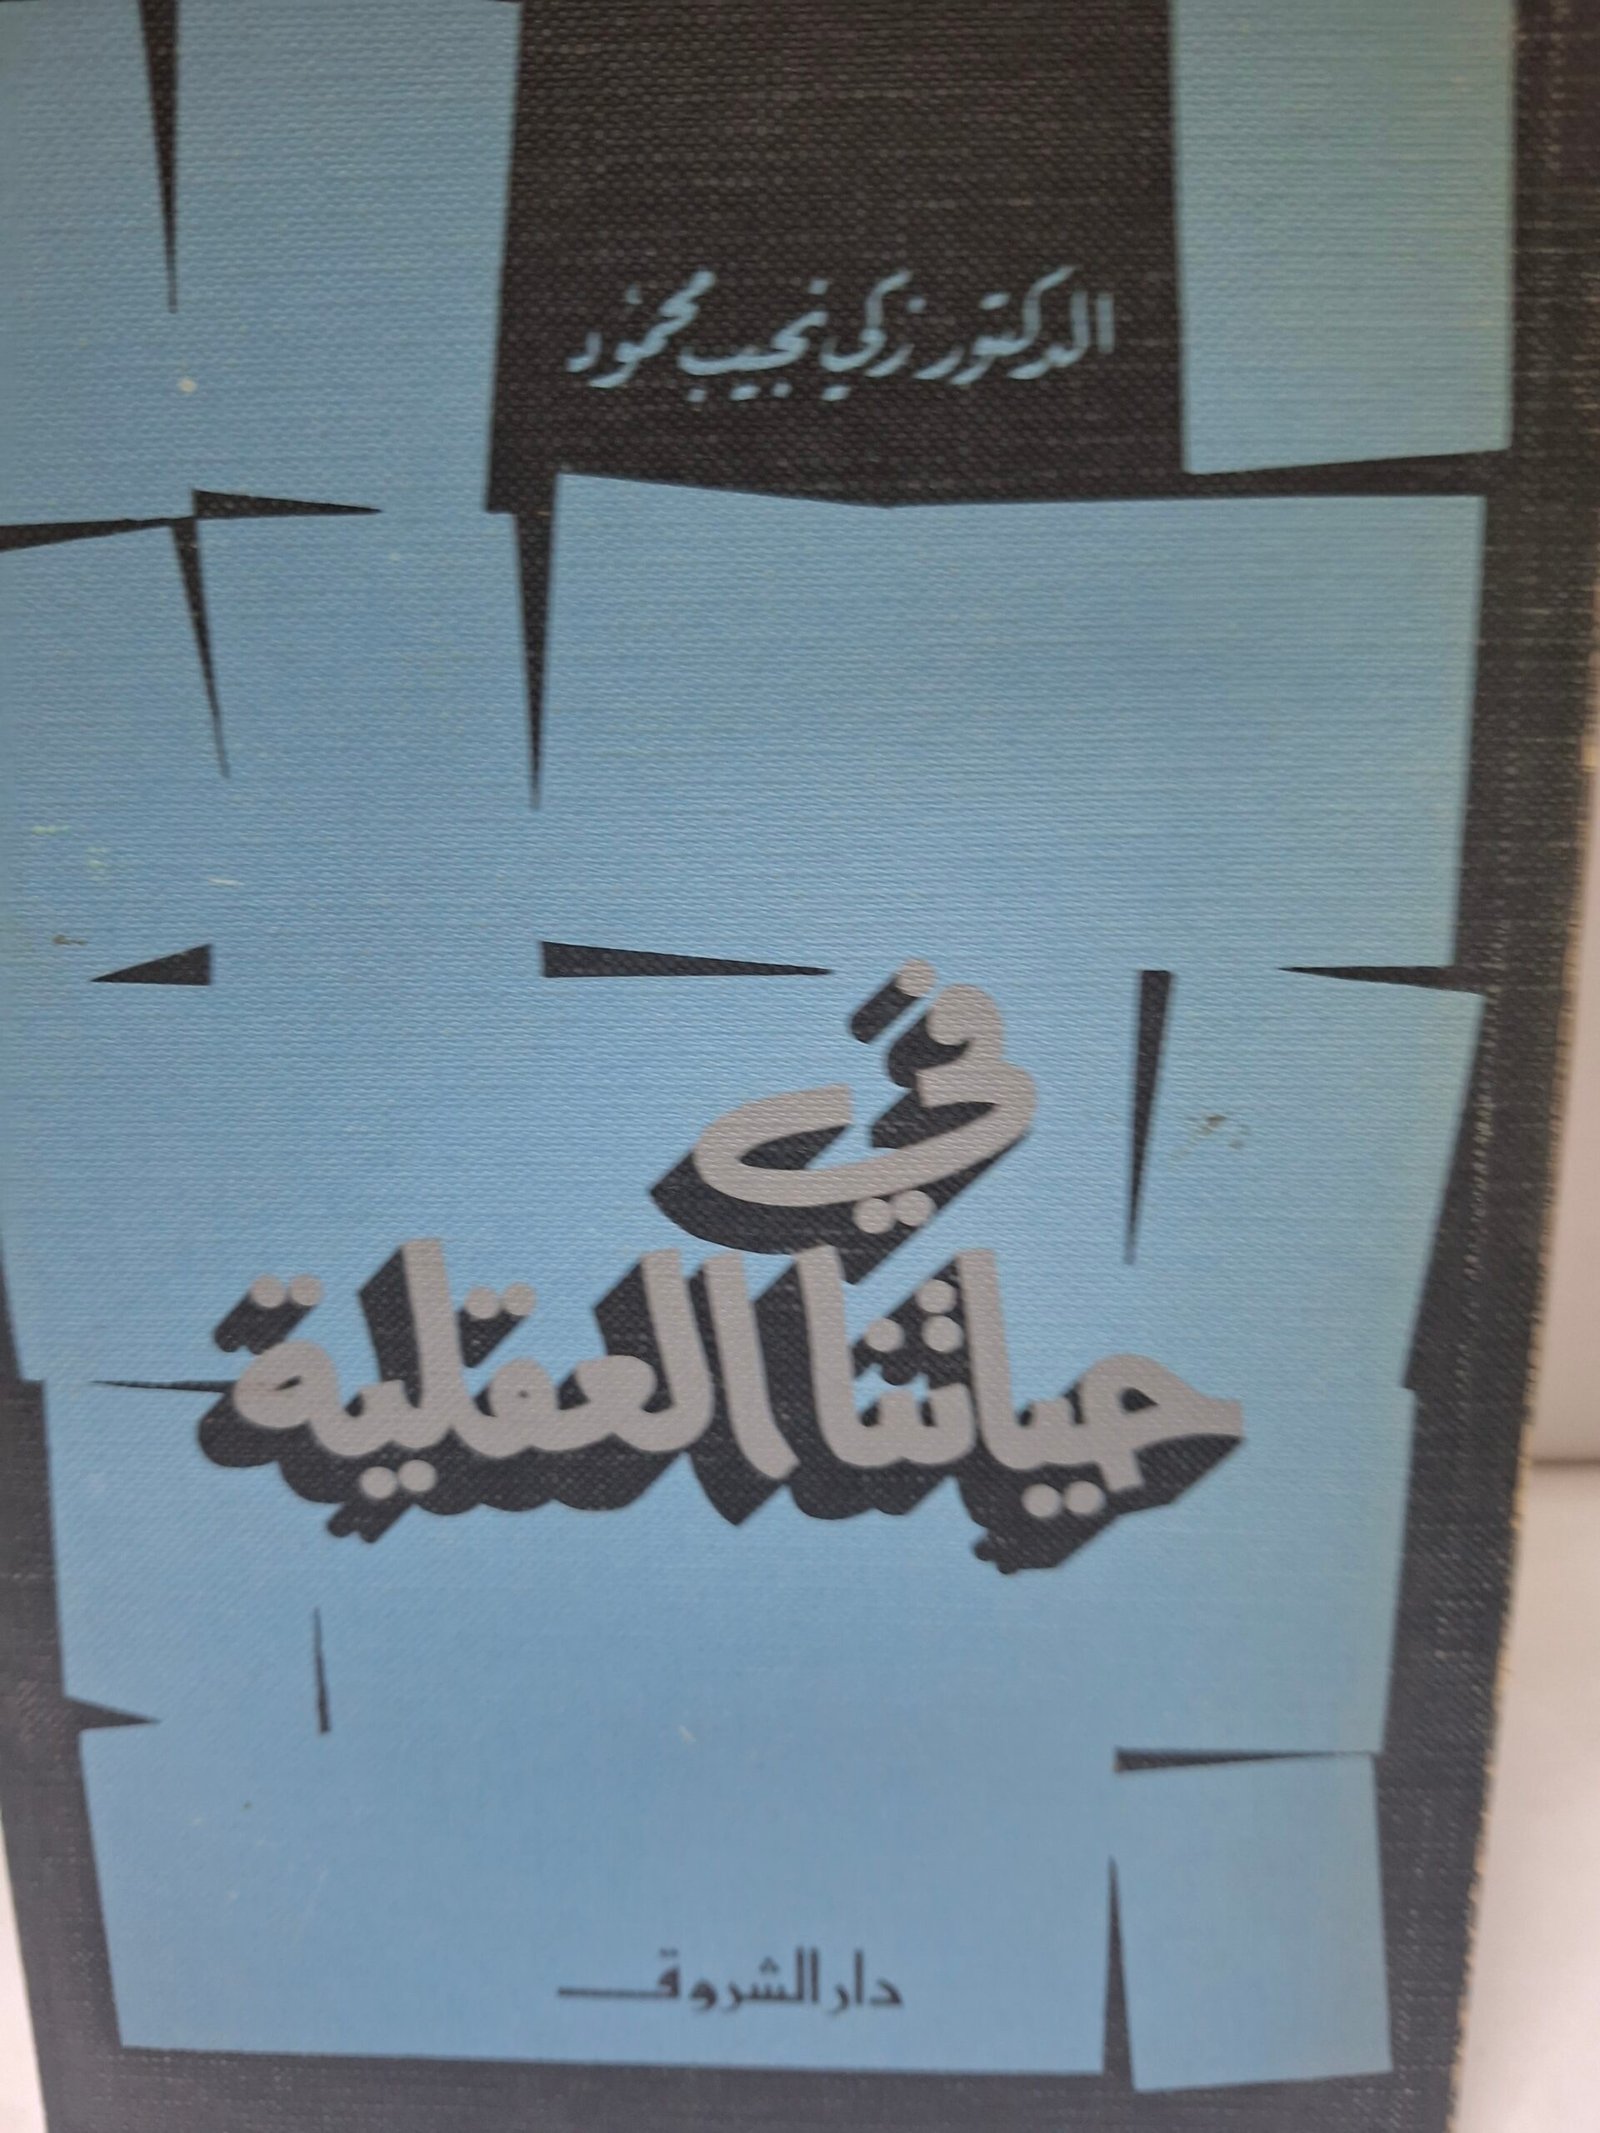 الدكتور زكي نجيب محمود
في
حياتنا العقلية
دار الشروق